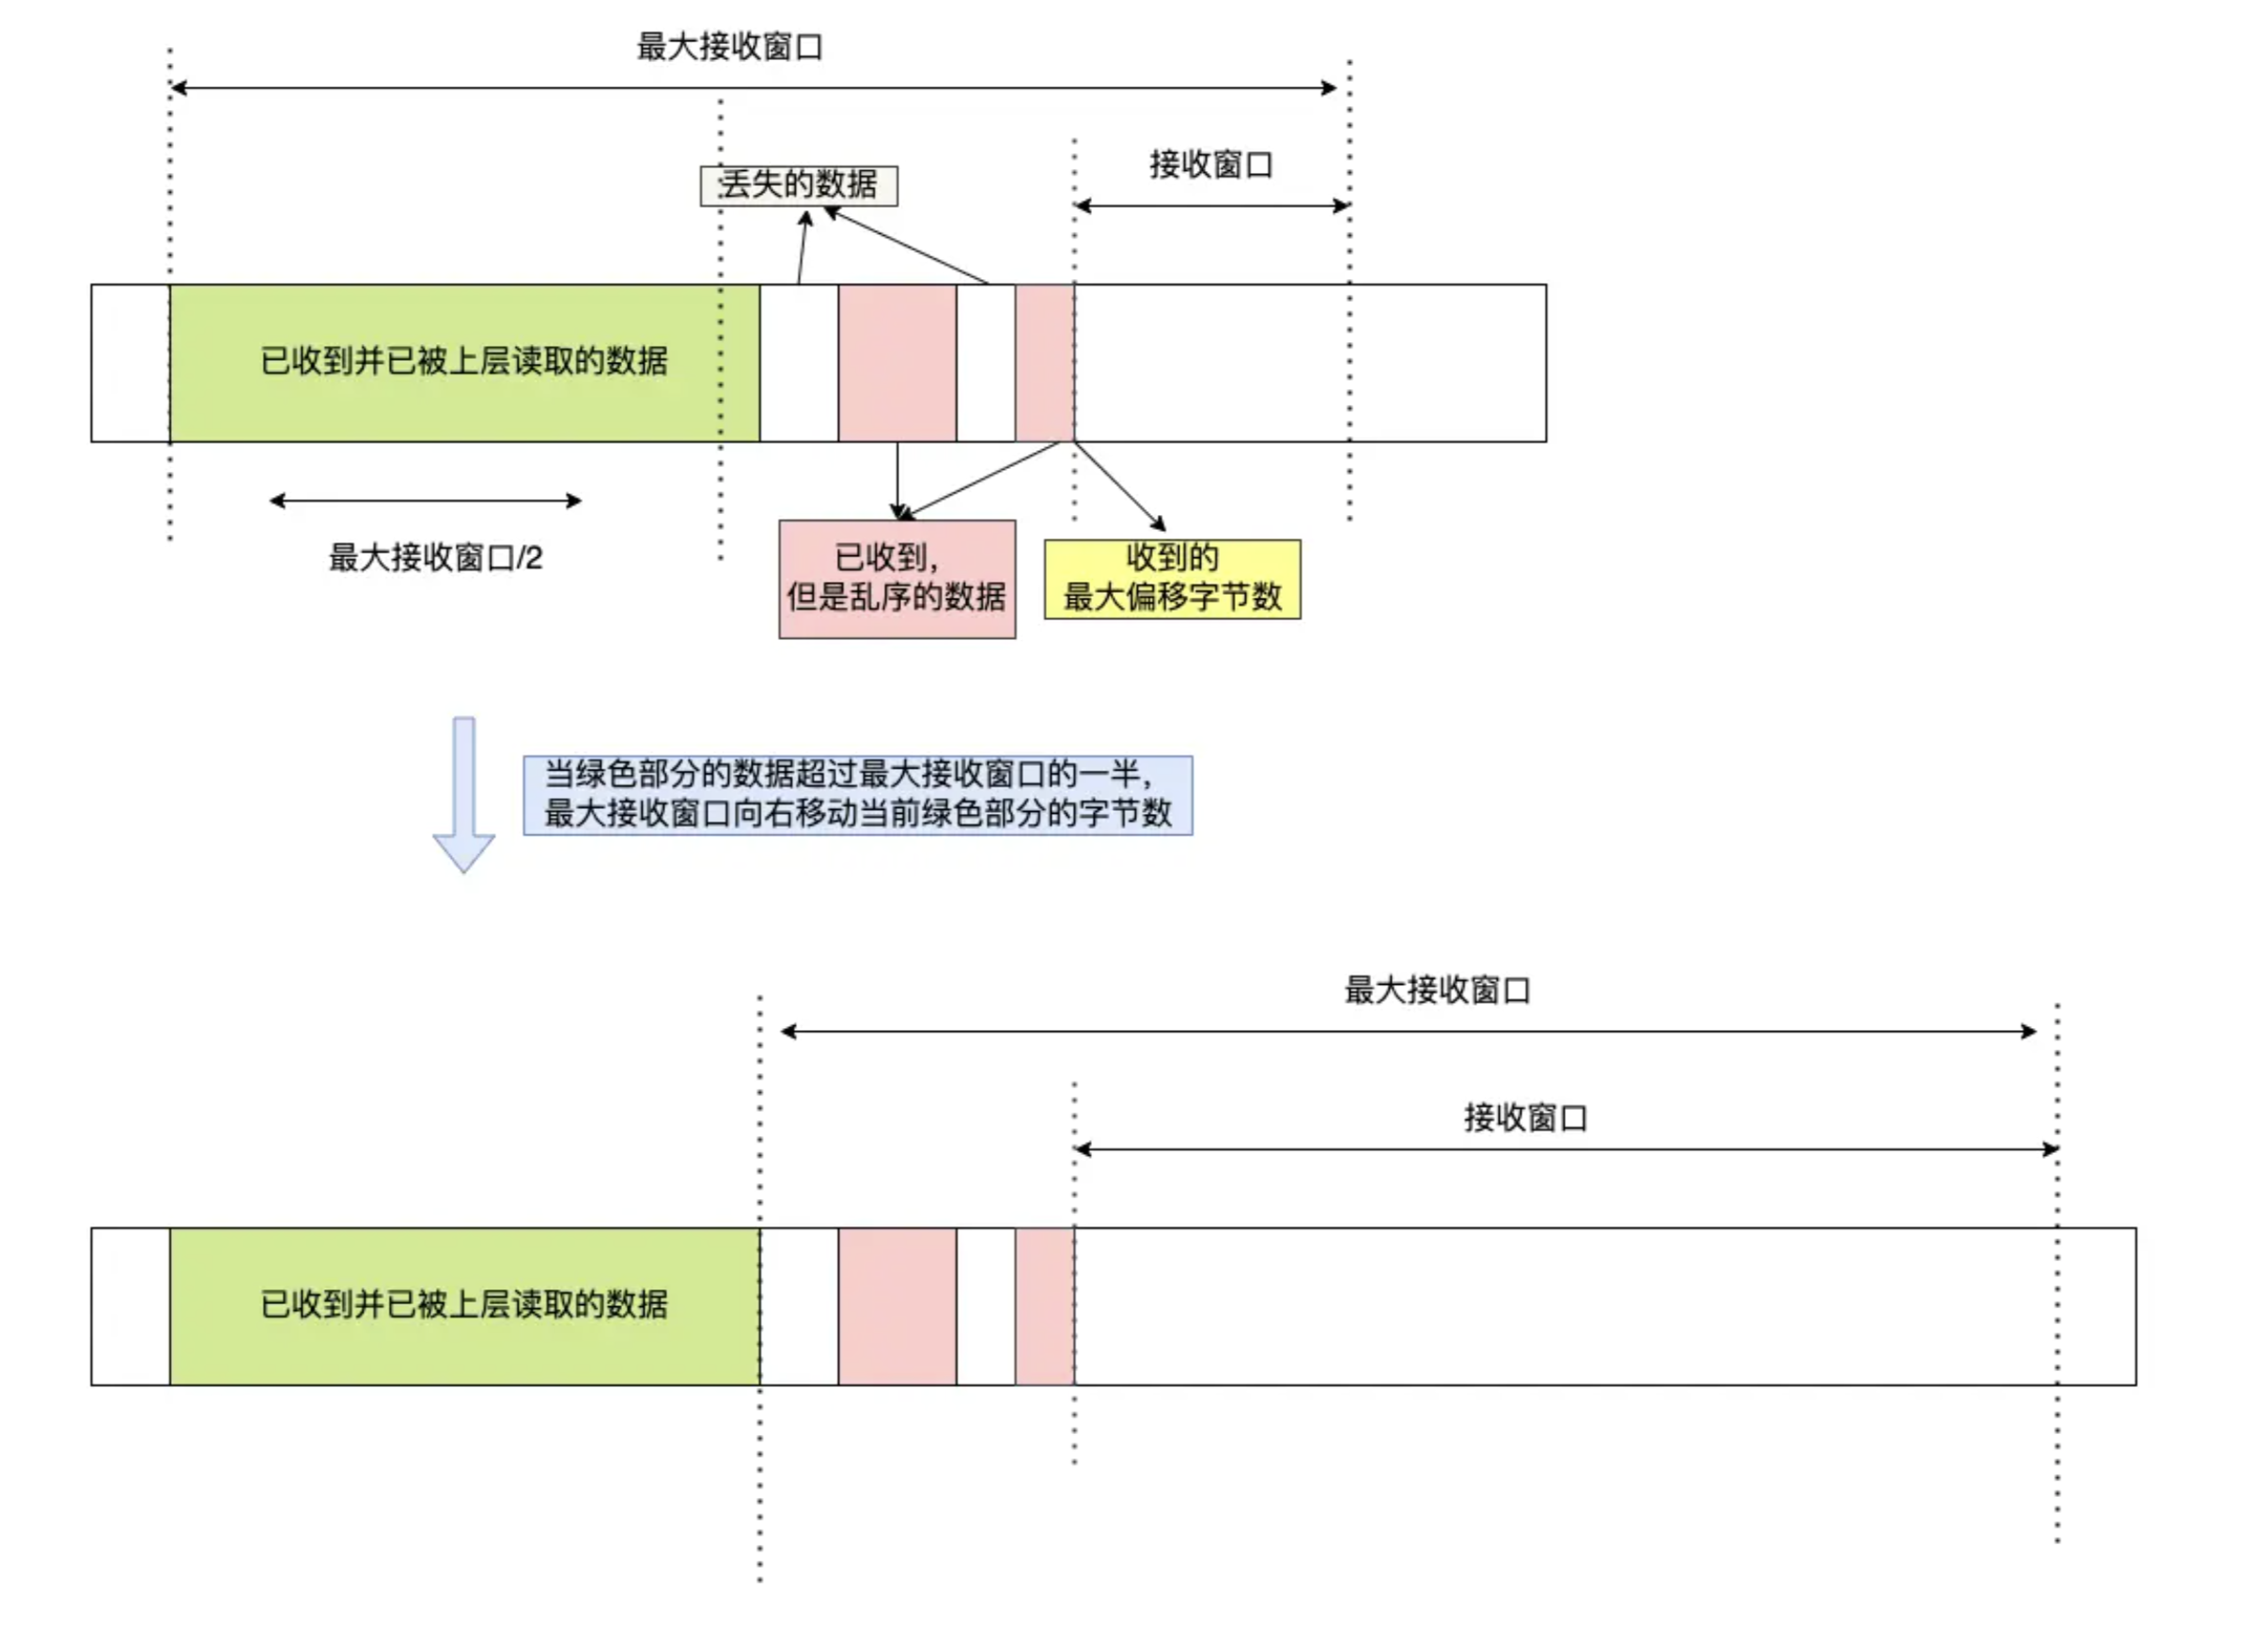 最大接收窗口
接收窗口
丢失的数据
已收到并已被上层读取的数据
最大接收窗口/2
已收到，
但是乱序的数据
收到的
最大偏移字节数
当绿色部分的数据超过最大接收窗口的一半，
最大接收窗口向右移动当前绿色部分的字节数
最大接收窗口
接收窗口
已收到并已被上层读取的数据